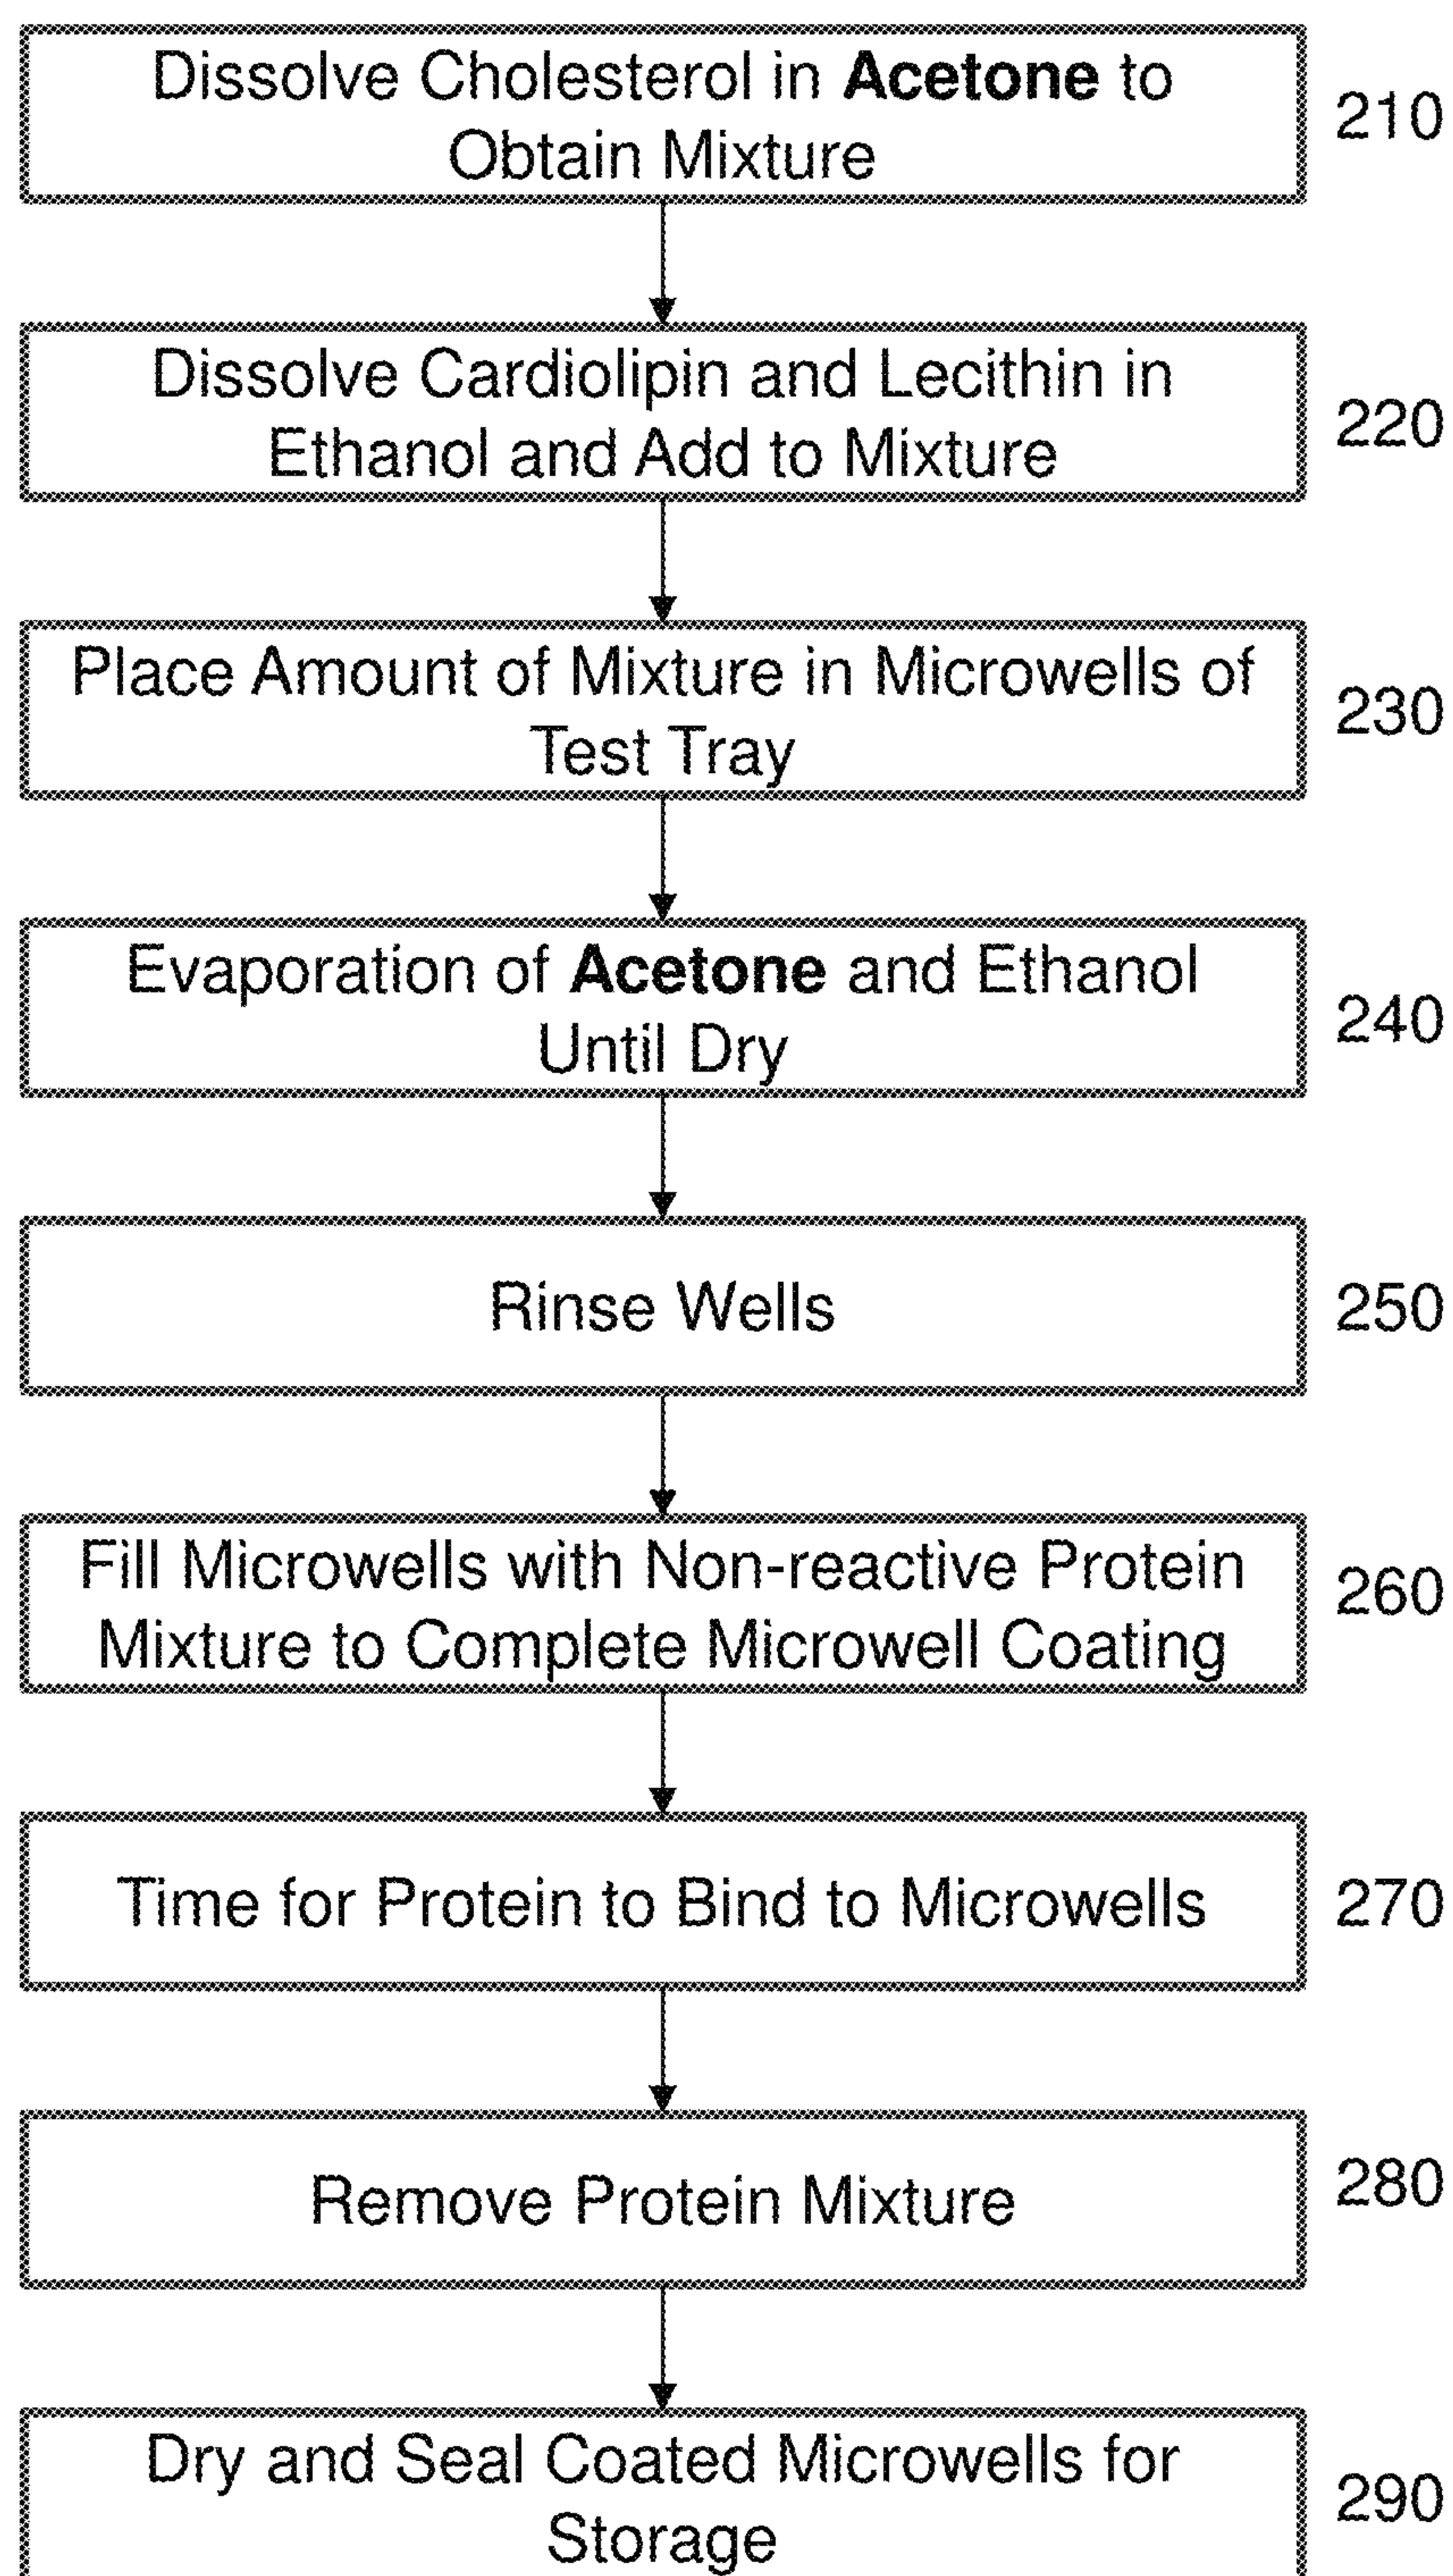 Dissolve Cholesterol in Acetone to
Obtain Mixture
210
Dissolve Cardiolipin and Lecithin in
Ethanol and Add to Mixture
220
Place Amount of Mixture in Microwells of
Test Tray
230
Evaporation of Acetone and Ethanol
Until Dry
240
Rinse Wells
250
Fill Microwells with Non-reactive Protein
Mixture to Complete Microwell Coating
260
Time for Protein to Bind to Microwells
270
Remove Protein Mixture
280
Dry and Seal Coated Microwells for
Storage
290